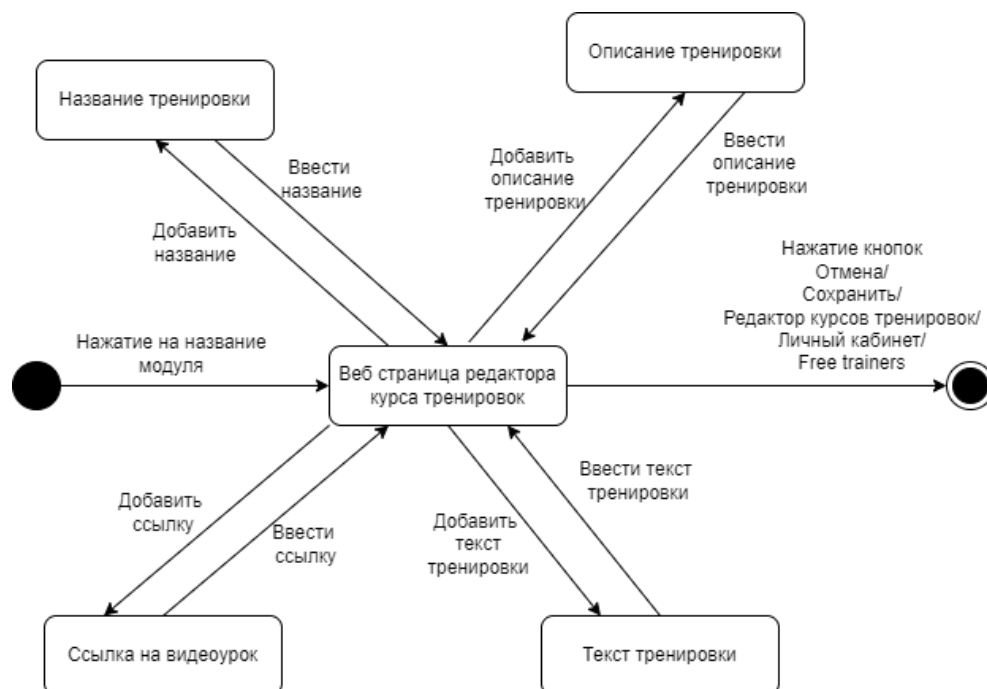 Описание тренировки
Название тренировки
Ввести
название
Добавить
описание
тренировки
Ввести
описание
тренировки
Добавить
название
Нажатие кнопок
Отмена/
Сохранить/
Редактор курсов тренировок/
Личный кабинет/
Free trainers
Нажатие на название
модуля
Веб страница редактора
курса тренировок
Добавить
ссылку
Ввести
ссылку
Добавить
текст
тренировки
Ввести текст
тренировки
Ссылка на видеоурок
Текст тренировки